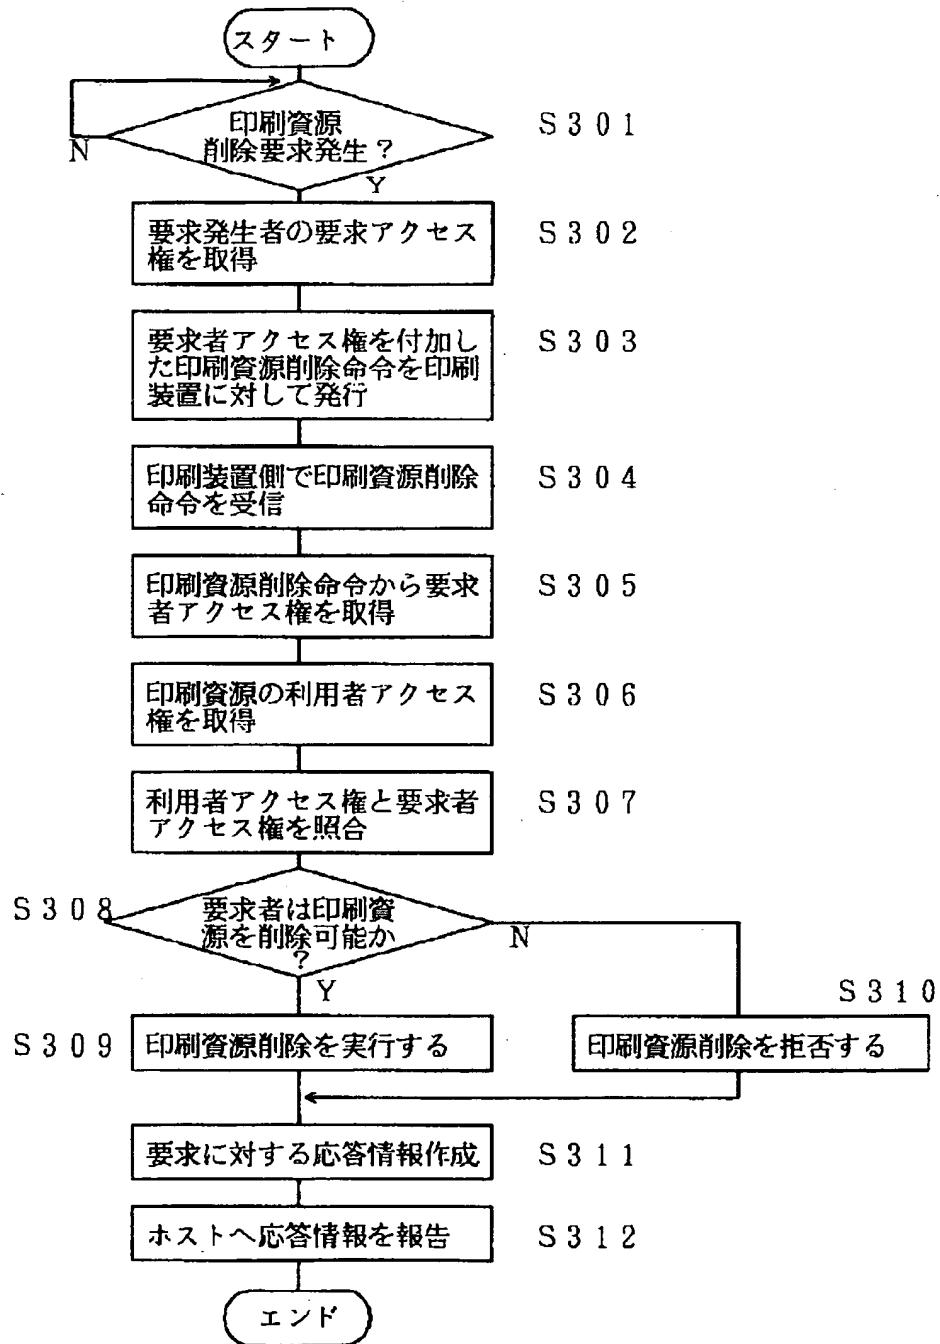 スタート
印刷資源
削除要求発生？
S301
N
Y
要求発生者の要求アクセス
権を取得
S302
要求者アクセス権を付加し
た印刷資源削除命令を印刷
装置に対して発行
S303
印刷装置側で印刷資源削除
命令を受信
S304
印刷資源削除命令から要求
者アクセス権を取得
S305
印刷資源の利用者アクセス
権を取得
S306
利用者アクセス権と要求者
アクセス権を照合
S307
S308
要求者は印刷資
源を削除可能か
？
N
Y
S310
S309
印刷資源削除を実行する
印刷資源削除を拒否する
要求に対する応答情報作成
S311
ホストへ応答情報を報告
S312
エンド